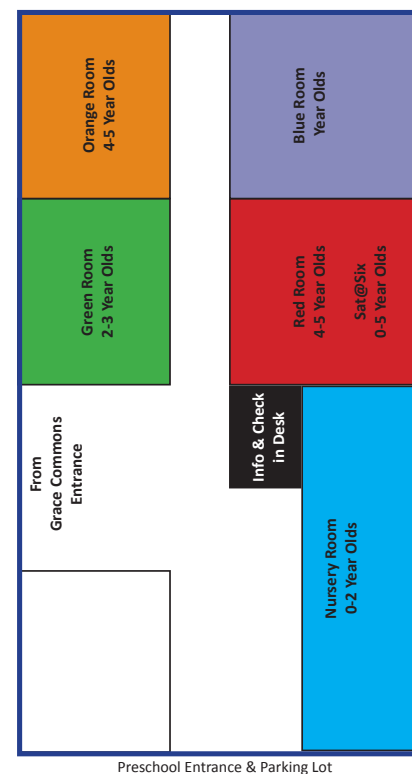 Orange Room
4-5 Year Olds
Blue Room
Year Olds
Green Room
2-3 Year Olds
Red Room
4-5 Year Olds
Sat@Six
0-5 Year Olds
From
Grace Commons
Entrance
Info & Check
in Desk
Nursery Room
0-2 Year Olds
Preschool Entrance & Parking Lot